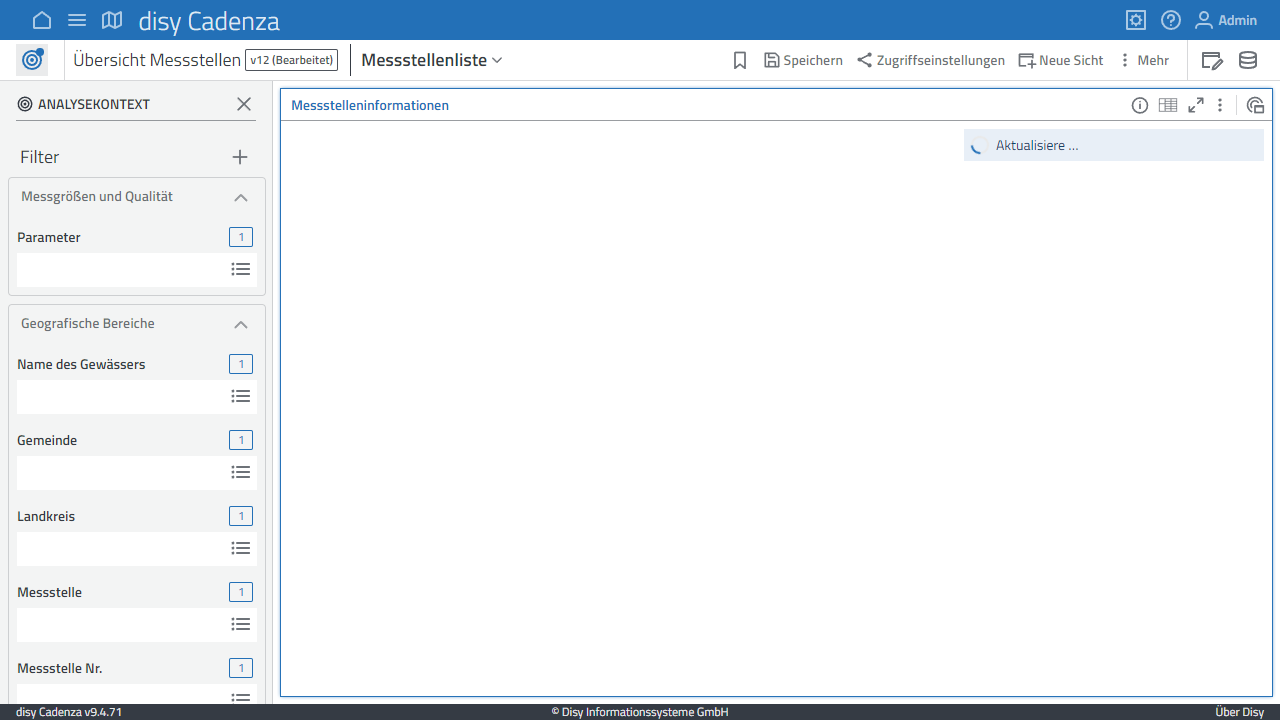 disy Cadenza
Admin
Übersicht Messstellen v12 (Bearbeitet) Messstellenliste Speichern Zugriffseinstellungen Neue Sicht Mehr
ANALYSEKONTEXT
Filter
Messgrößen und Qualität
Parameter 1
Geografische Bereiche
Name des Gewässers 1
Gemeinde 1
Landkreis 1
Messstelle 1
Messstelle Nr. 1
Messstelleninformationen
Aktualisiere ...
disy Cadenza v9.4.71 © Disy Informationssysteme GmbH Über Disy